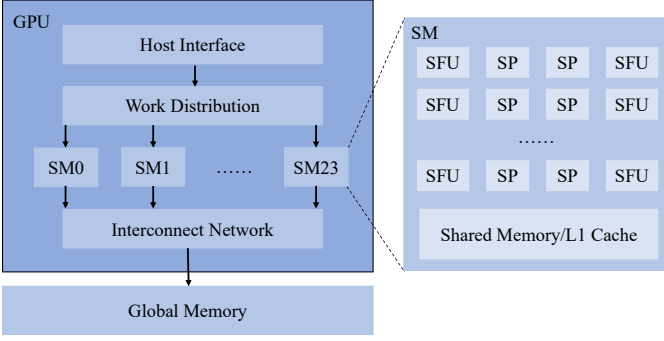 GPU
Host Interface
Work Distribution
SM0 SM1 ...... SM23
Interconnect Network
Global Memory
SM
SFU SP SP SFU
SFU SP SP SFU
......
SFU SP SP SFU
Shared Memory/L1 Cache